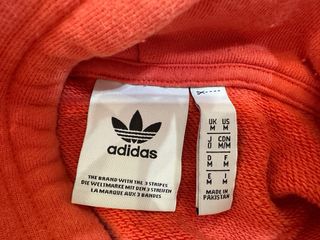 adidas
THE BRAND WITH THE 3 STRIPES
DIE WELTMARKE MIT DEN 3 STREIFEN
LA MARQUE AUX 3 BANDES
UK US
M M
J CDN
O M/M
D F
M M
E I
M M
MADE IN
PAKISTAN